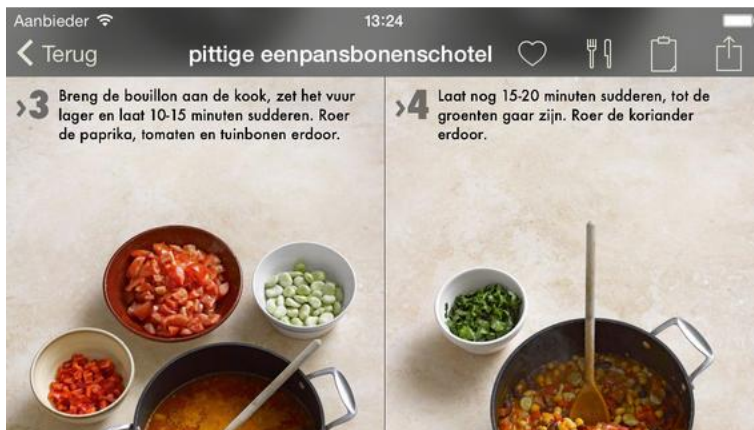 Aanbieder 13:24
Terug pittige eenpansbonenschotel
›3 Breng de bouillon aan de kook, zet het vuur
lager en laat 10-15 minuten sudderen. Roer
de paprika, tomaten en tuinbonen erdoor.
›4 Laat nog 15-20 minuten sudderen, tot de
groenten gaar zijn. Roer de koriander
erdoor.